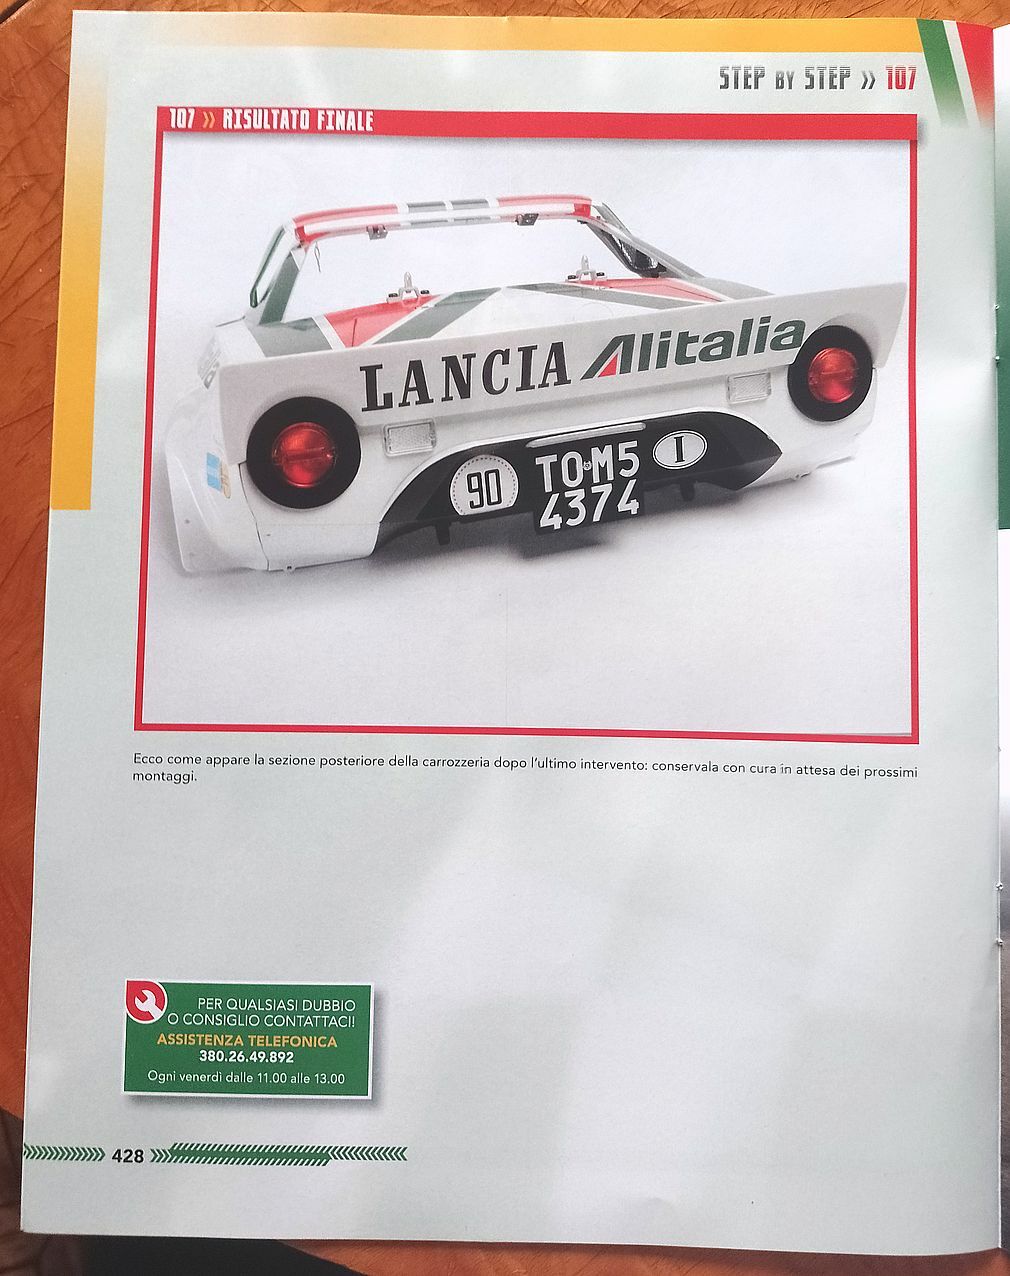 STEP BY STEP » 107
107 » RISULTATO FINALE
LANCIA Alitalia
90
TO M5
4374
I
Ecco come appare la sezione posteriore della carrozzeria dopo l'ultimo intervento: conservala con cura in attesa dei prossimi
montaggi.
PER QUALSIASI DUBBIO
O CONSIGLIO CONTATTACI!
ASSISTENZA TELEFONICA
380.26.49.892
Ogni venerdì dalle 11.00 alle 13.00
428